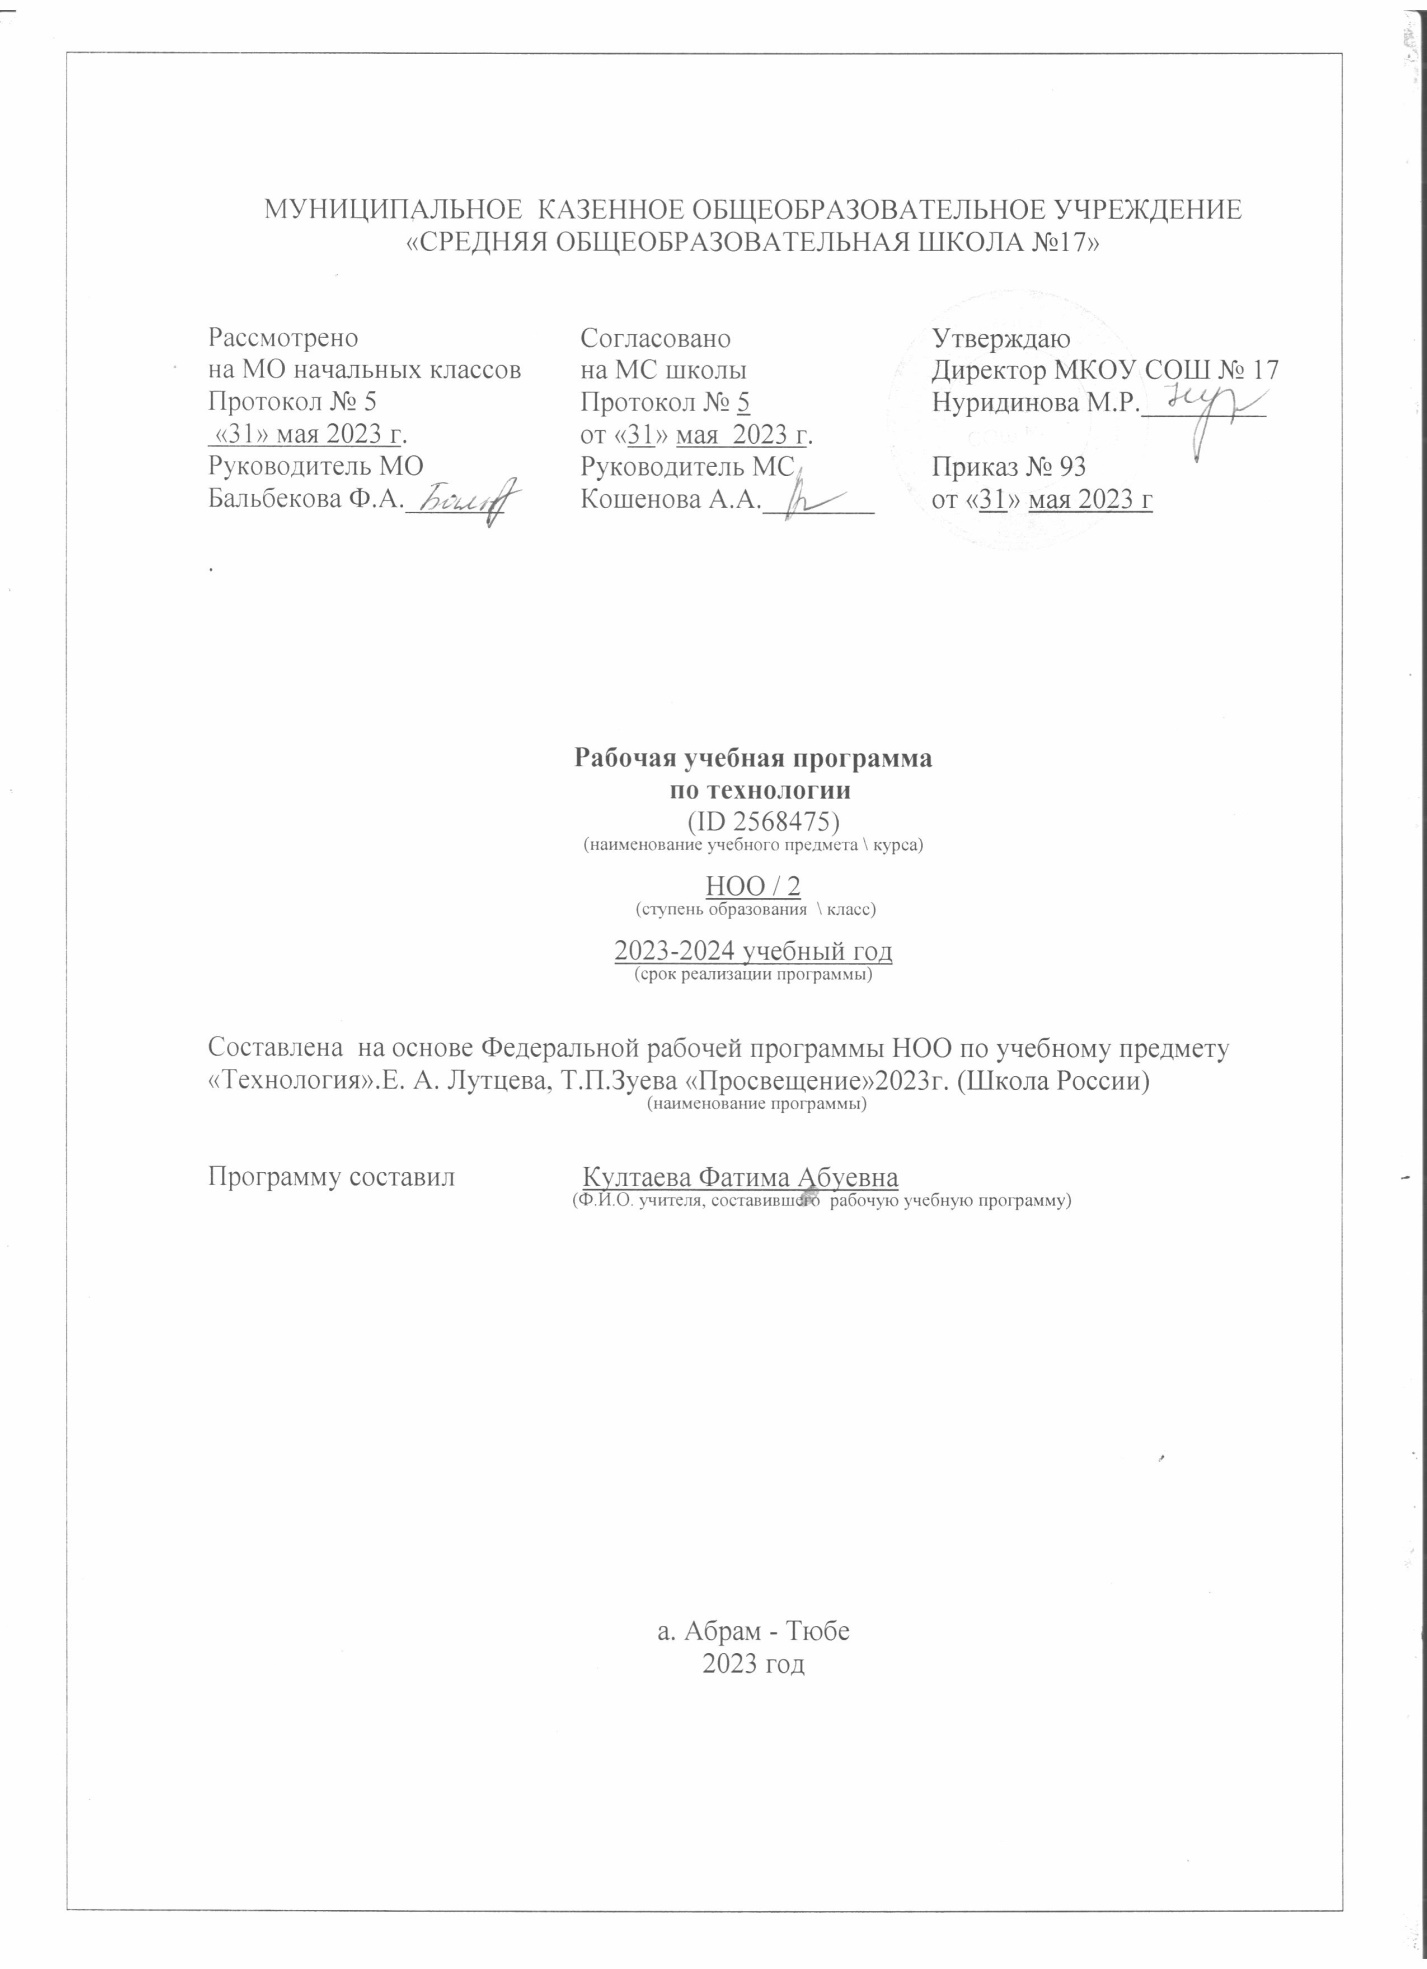 МУНИЦИПАЛЬНОЕ КАЗЕННОЕ ОБЩЕОБРАЗОВАТЕЛЬНОЕ УЧРЕЖДЕНИЕ
«СРЕДНЯЯ ОБЩЕОБРАЗОВАТЕЛЬНАЯ ШКОЛА №17»
Рассмотрено
на МО начальных классов
Протокол № 5
«31» мая 2023 г.
Руководитель МО
Бальбекова Ф.А.
Согласовано
на МС школы
Протокол № 5
от «31» мая 2023 г.
Руководитель МС
Кошенова А.А.
Утверждаю
Директор МКОУ СОШ № 17
Нуридинова М.Р.
Приказ № 93
от «31» мая 2023 г
Рабочая учебная программа
по технологии
(ID 2568475)
(наименование учебного предмета \ курса)
НОО / 2
(ступень образования \ класс)
2023-2024 учебный год
(срок реализации программы)
Составлена на основе Федеральной рабочей программы НОО по учебному предмету
«Технология».Е. А. Лутцева, Т.П.Зуева «Просвещение»2023г. (Школа России)
(наименование программы)
Программу составил Култаева Фатима Абуевна
(Ф.И.О. учителя, составившего рабочую учебную программу)
а. Абрам - Тюбе
2023 год